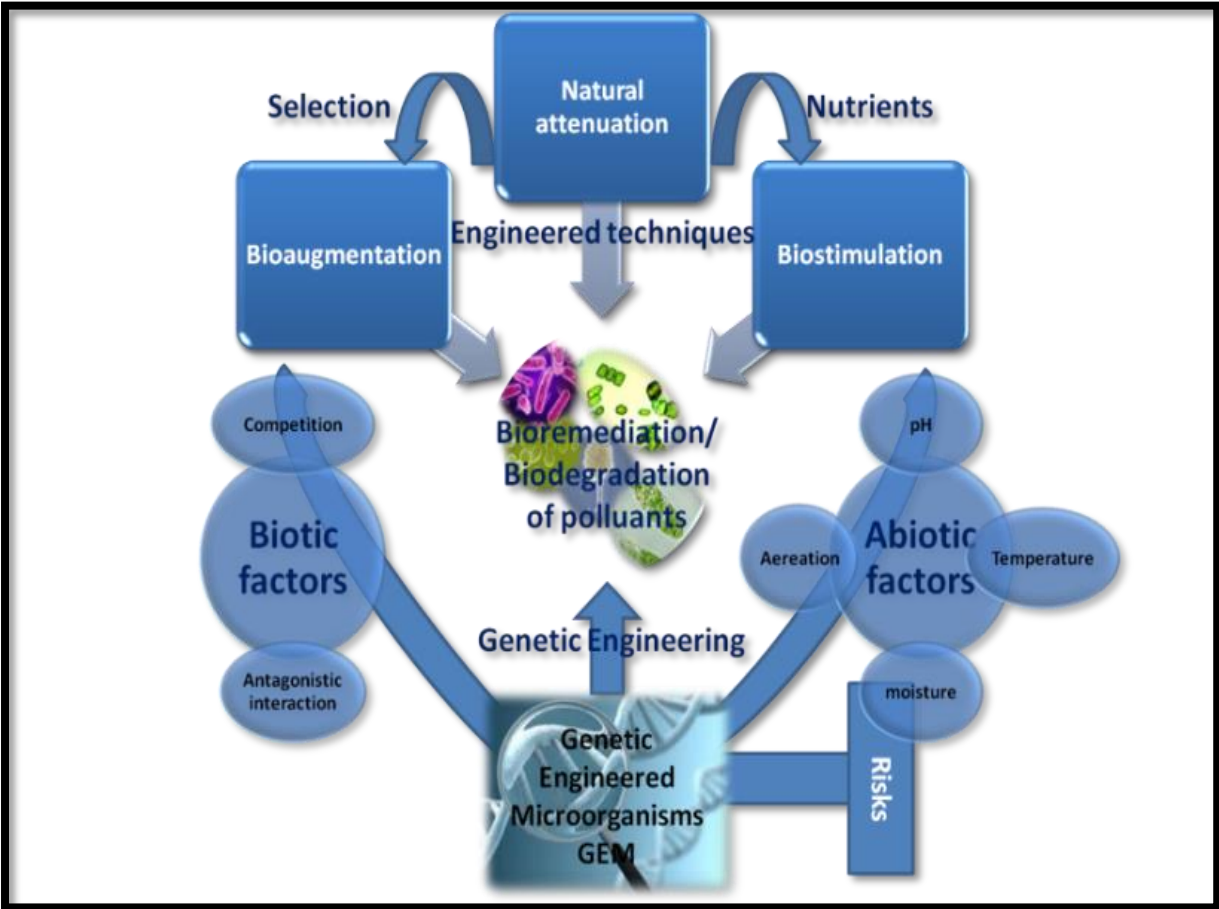 Natural
attenuation
Selection
Nutrients
Bioaugmentation
Engineered techniques
Biostimulation
Competition
Biotic
factors
Antagonistic
interaction
Bioremediation/
Biodegradation
of polluants
pH
Aereation
Abiotic
factors
Temperature
moisture
Genetic Engineering
Genetic
Engineered
Microorganisms
GEM
Risks